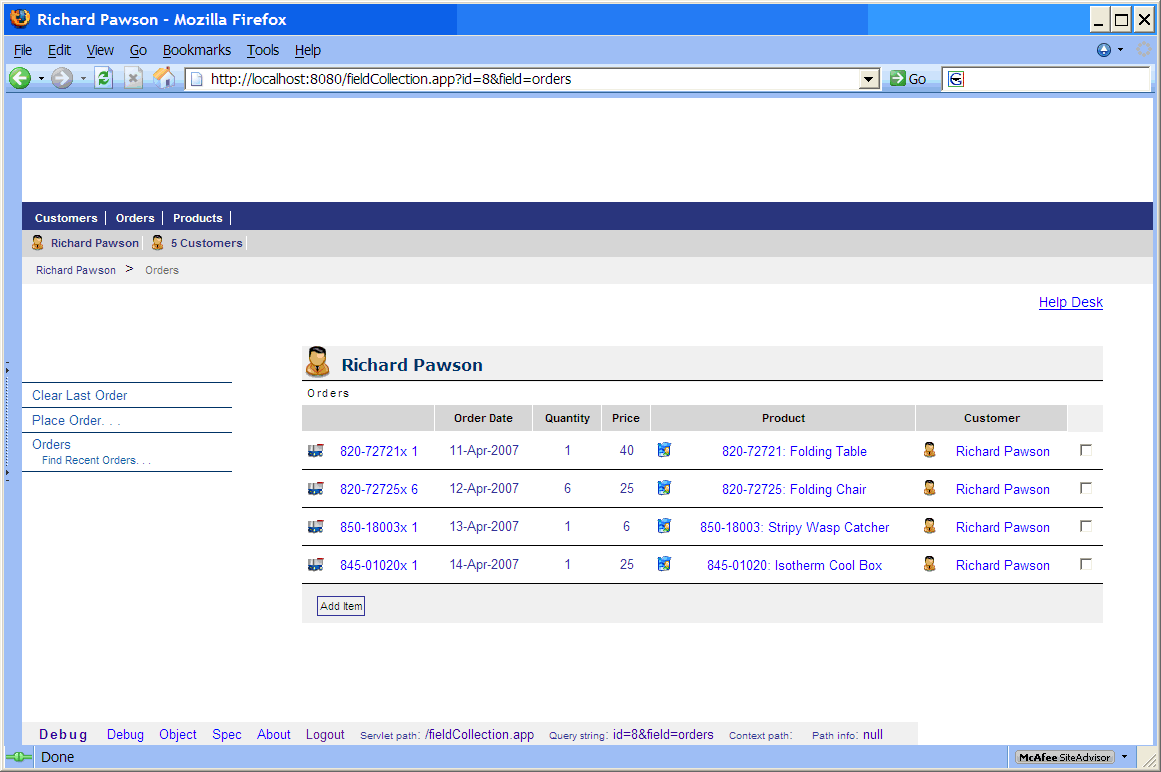 Richard Pawson - Mozilla Firefox
File Edit View Go Bookmarks Tools Help
http://localhost:8080/fieldCollection.app?id=8&field=orders Go
Customers Orders Products
Richard Pawson 5 Customers
Richard Pawson > Orders
Help Desk
Clear Last Order
Place Order. . .
Orders
Find Recent Orders. . .
Richard Pawson
Orders
Order Date Quantity Price Product Customer
820-72721x 1 11-Apr-2007 1 40 820-72721: Folding Table Richard Pawson
820-72725x 6 12-Apr-2007 6 25 820-72725: Folding Chair Richard Pawson
850-18003x 1 13-Apr-2007 1 6 850-18003: Stripy Wasp Catcher Richard Pawson
845-01020x 1 14-Apr-2007 1 25 845-01020: Isotherm Cool Box Richard Pawson
Add Item
Debug Debug Object Spec About Logout Servlet path: /fieldCollection.app Query string: id=8&field=orders Context path: Path info: null
Done McAfee SiteAdvisor